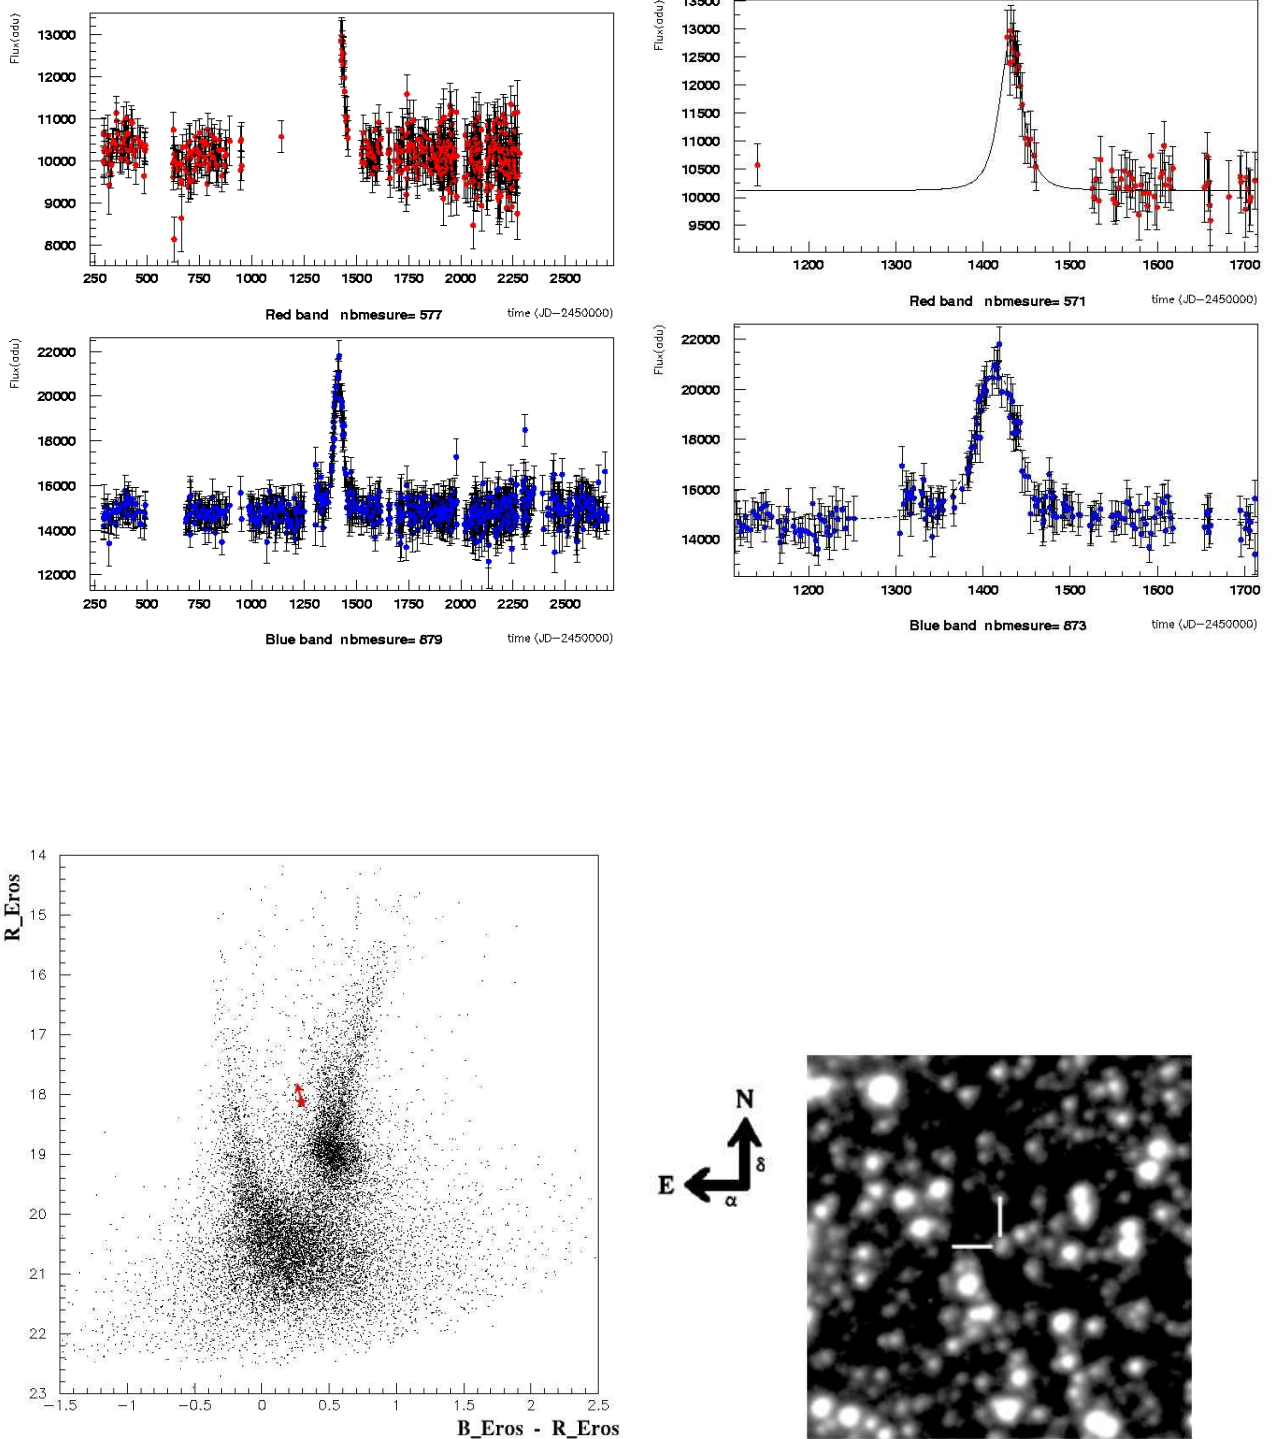 Flux(adu)
13000
12000
11000
10000
9000
8000
250 500 750 1000 1250 1500 1750 2000 2250 2500
Red band nbmesure= 577 time (JD-2450000)
Flux(adu)
13500
13000
12500
12000
11500
11000
10500
10000
9500
1200 1300 1400 1500 1600 1700
Red band nbmesure= 571 time (JD-2450000)
Flux(adu)
22000
20000
18000
16000
14000
12000
250 500 750 1000 1250 1500 1750 2000 2250 2500
Blue band nbmesure= 879 time (JD-2450000)
Flux(adu)
22000
20000
18000
16000
14000
1200 1300 1400 1500 1600 1700
Blue band nbmesure= 873 time (JD-2450000)
R_Eros
14
15
16
17
18
19
20
21
22
23
-1.5 -1 -0.5 0 0.5 1 1.5 2 2.5
B_Eros - R_Eros
N
δ
E
α